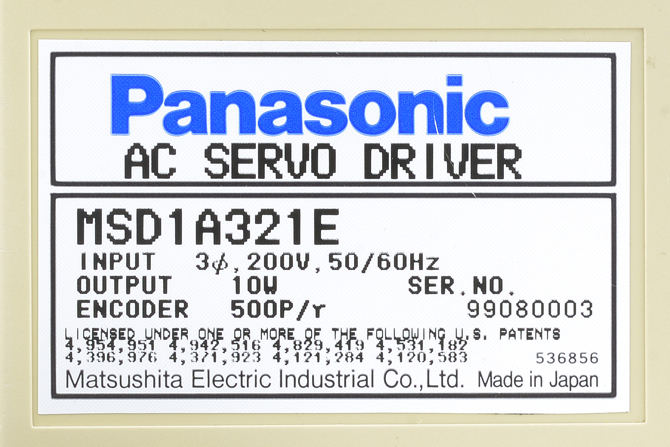 Panasonic
AC SERVO DRIVER
MSD1A321E
INPUT 3ϕ,200V,50/60Hz
OUTPUT 10W SER.NO.
ENCODER 500P/r 99080003
LICENSED UNDER ONE OR MORE OF THE FOLLOWING U.S. PATENTS
4,954,951 4,942,516 4,829,419 4,531,182
4,396,976 4,371,923 4,121,284 4,120,583 536856
Matsushita Electric Industrial Co.,Ltd. Made in Japan